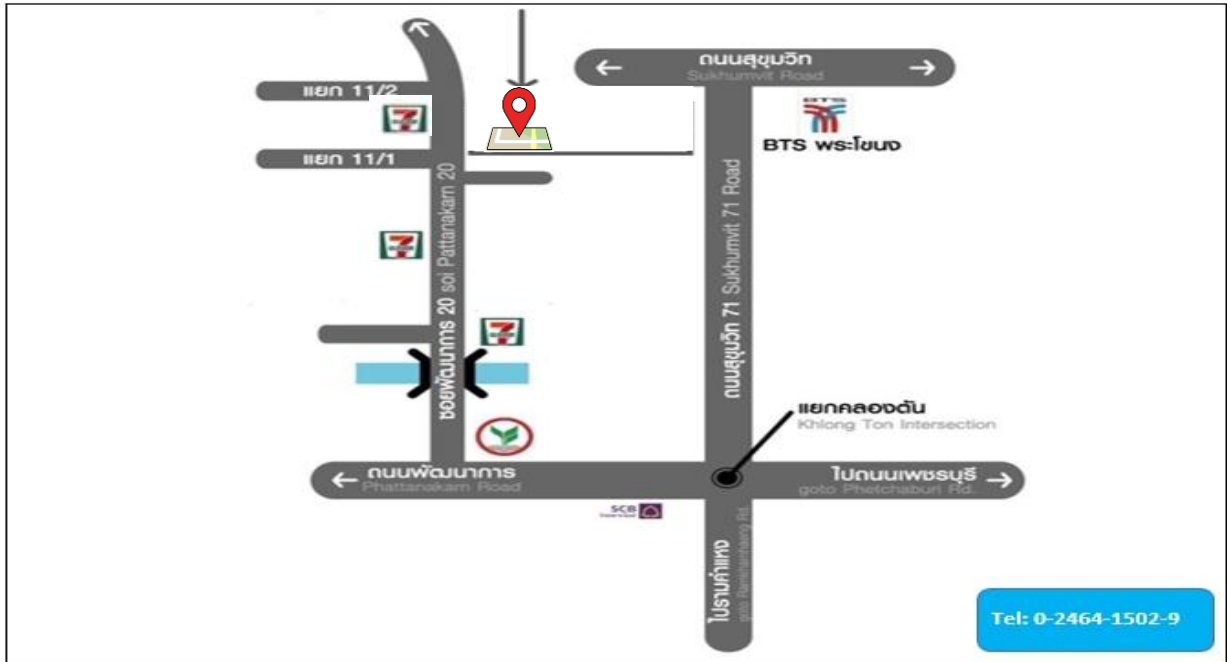 ถนนสุขุมวิท
Sukhumvit Road
แยก 11/2
7
BTS
BTS พระโขนง
แยก 11/1
7
ซอยพัฒนาการ 20 soi Pattanakarn 20
ถนนสุขุมวิท 71 Sukhumvit 71 Road
7
แยกคลองตัน
Khlong Ton Intersection
ถนนพัฒนาการ
Phattanakarn Road
ไปถนนเพชรบุรี
goto Phetchaburi Rd.
SCB
ไปรามคำแหง
goto Ramkhamhaeng Rd.
Tel: 0-2464-1502-9